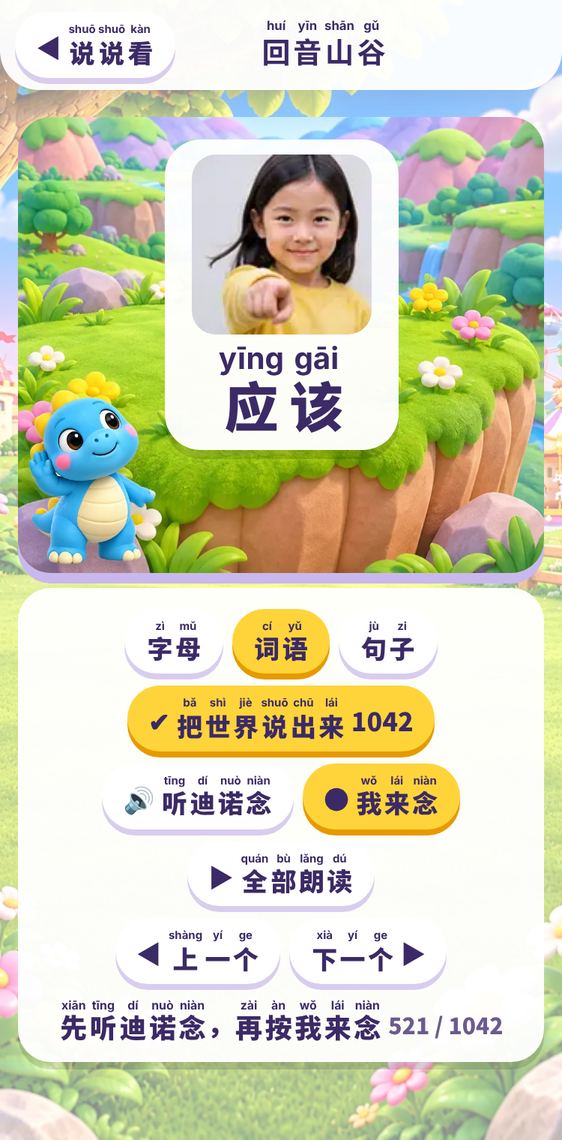 shuō shuō kàn
◀ 说说看
huí yīn shān gǔ
回音山谷
yīng gāi
应该
zì mǔ
字母
cí yǔ
词语
jù zi
句子
bǎ shì jiè shuō chū lái
✔ 把世界说出来 1042
tīng dí nuò niàn
🔊 听迪诺念
wǒ lái niàn
● 我来念
quán bù lǎng dú
▶ 全部朗读
shàng yí ge
◀ 上一个
xià yí ge
下一个 ▶
xiān tīng dí nuò niàn zài àn wǒ lái niàn
先听迪诺念，再按我来念 521 / 1042